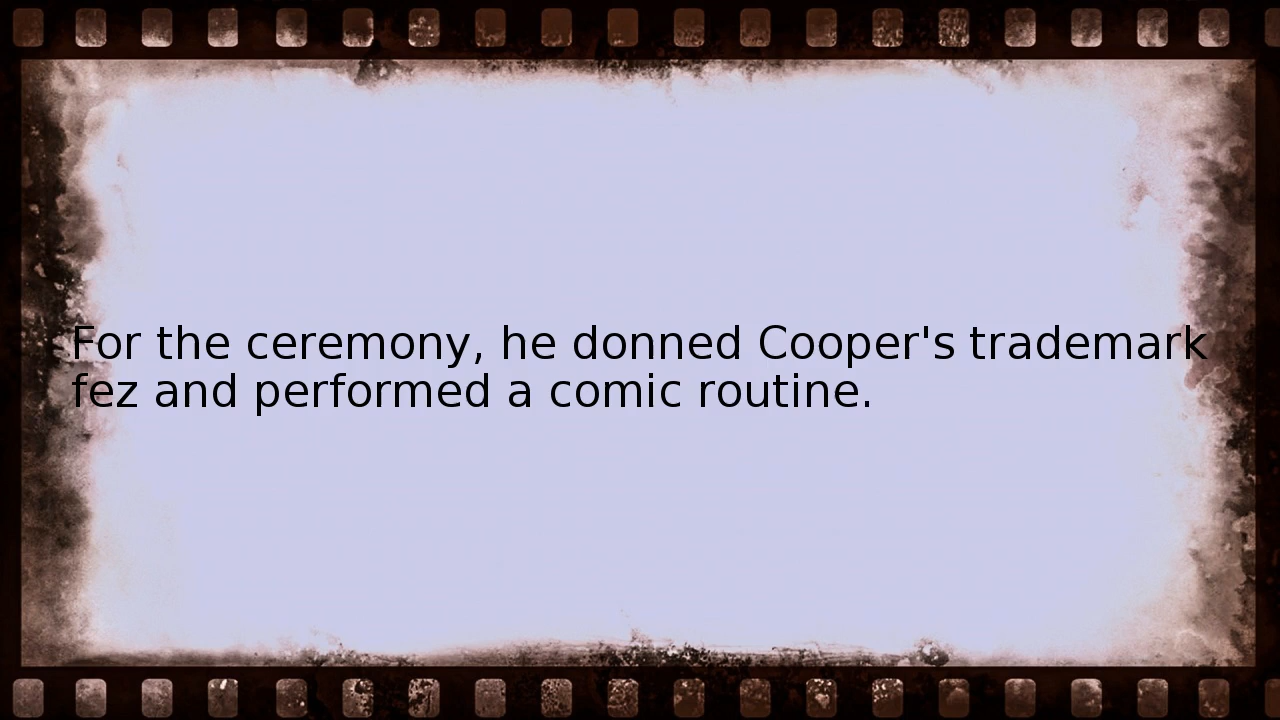 For the ceremony, he donned Cooper's trademark
fez and performed a comic routine.